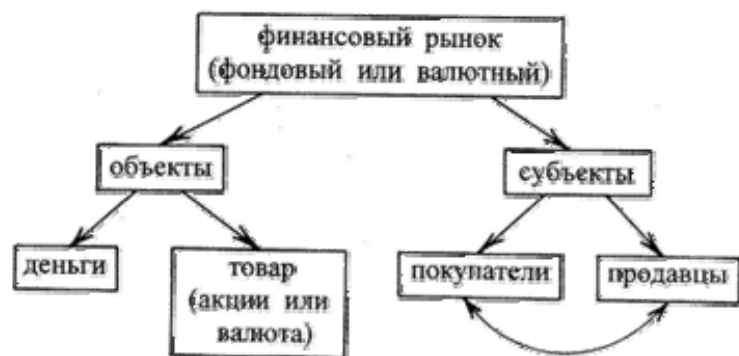 финансовый рынок
(фондовый или валютный)
объекты
субъекты
деньги
товар
(акции или
валюта)
покупатели
продавцы